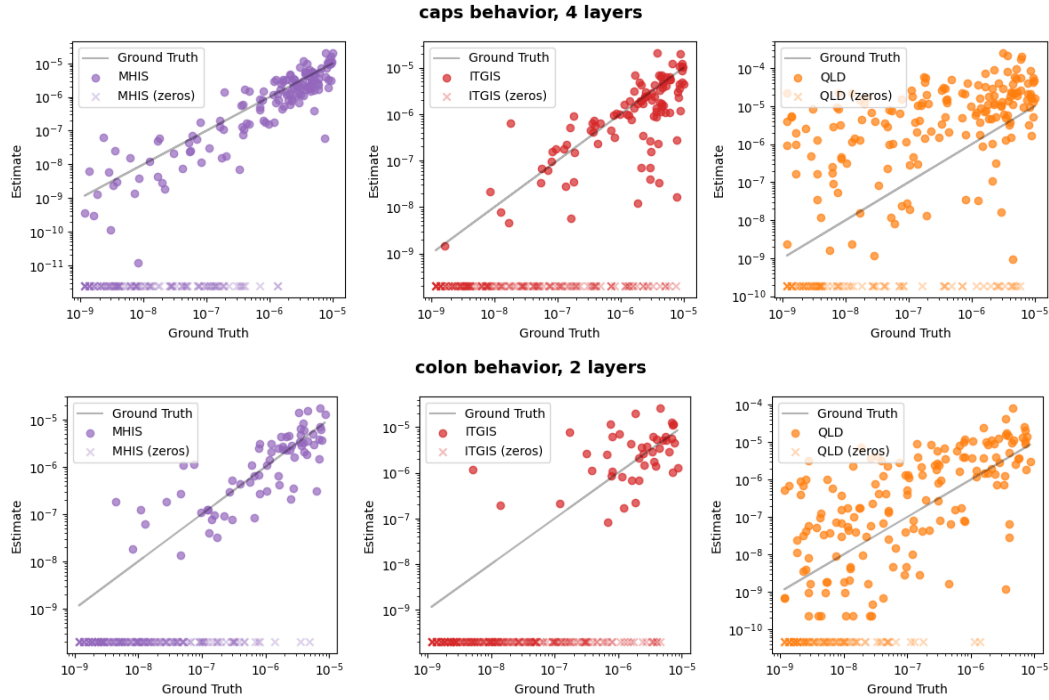 caps behavior, 4 layers
Ground Truth
MHIS
MHIS (zeros)
Estimate
10⁻⁵
10⁻⁶
10⁻⁷
10⁻⁸
10⁻⁹
10⁻¹⁰
10⁻¹¹
10⁻⁹ 10⁻⁸ 10⁻⁷ 10⁻⁶ 10⁻⁵
Ground Truth
Ground Truth
ITGIS
ITGIS (zeros)
Estimate
10⁻⁵
10⁻⁶
10⁻⁷
10⁻⁸
10⁻⁹
10⁻⁹ 10⁻⁸ 10⁻⁷ 10⁻⁶ 10⁻⁵
Ground Truth
Ground Truth
QLD
QLD (zeros)
Estimate
10⁻⁴
10⁻⁵
10⁻⁶
10⁻⁷
10⁻⁸
10⁻⁹
10⁻¹⁰
10⁻⁹ 10⁻⁸ 10⁻⁷ 10⁻⁶ 10⁻⁵
Ground Truth
colon behavior, 2 layers
Ground Truth
MHIS
MHIS (zeros)
Estimate
10⁻⁵
10⁻⁶
10⁻⁷
10⁻⁸
10⁻⁹
10⁻⁹ 10⁻⁸ 10⁻⁷ 10⁻⁶ 10⁻⁵
Ground Truth
Ground Truth
ITGIS
ITGIS (zeros)
Estimate
10⁻⁵
10⁻⁶
10⁻⁷
10⁻⁸
10⁻⁹
10⁻⁹ 10⁻⁸ 10⁻⁷ 10⁻⁶ 10⁻⁵
Ground Truth
Ground Truth
QLD
QLD (zeros)
Estimate
10⁻⁴
10⁻⁵
10⁻⁶
10⁻⁷
10⁻⁸
10⁻⁹
10⁻¹⁰
10⁻⁹ 10⁻⁸ 10⁻⁷ 10⁻⁶ 10⁻⁵
Ground Truth